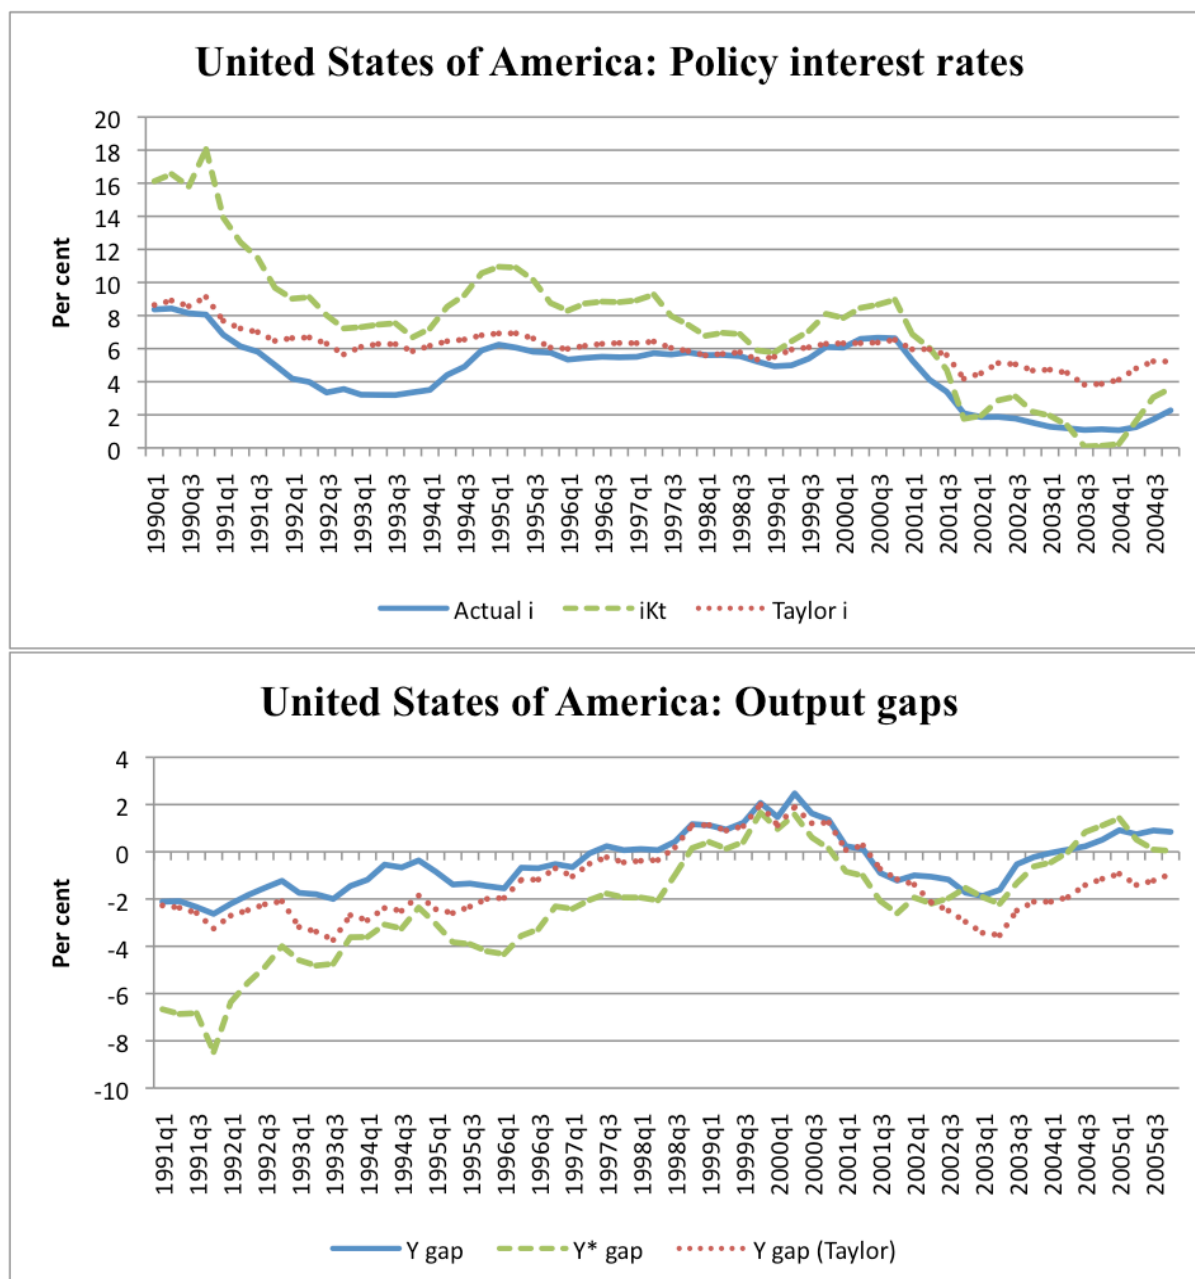 United States of America: Policy interest rates
20
18
16
14
12
10
8
6
4
2
0
Per cent
1990q1
1990q3
1991q1
1991q3
1992q1
1992q3
1993q1
1993q3
1994q1
1994q3
1995q1
1995q3
1996q1
1996q3
1997q1
1997q3
1998q1
1998q3
1999q1
1999q3
2000q1
2000q3
2001q1
2001q3
2002q1
2002q3
2003q1
2003q3
2004q1
2004q3
Actual i iKt Taylor i
United States of America: Output gaps
4
2
0
-2
-4
-6
-8
-10
Per cent
1991q1
1991q3
1992q1
1992q3
1993q1
1993q3
1994q1
1994q3
1995q1
1995q3
1996q1
1996q3
1997q1
1997q3
1998q1
1998q3
1999q1
1999q3
2000q1
2000q3
2001q1
2001q3
2002q1
2002q3
2003q1
2003q3
2004q1
2004q3
2005q1
2005q3
Y gap Y* gap Y gap (Taylor)